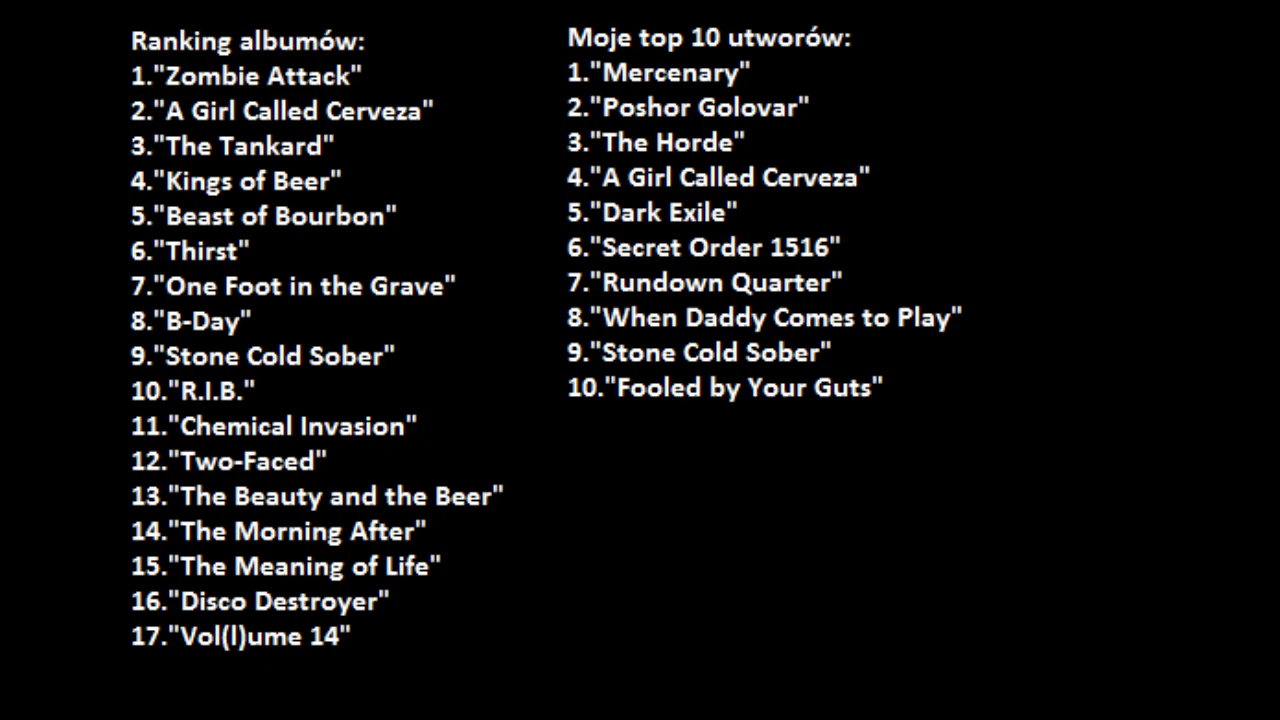 Ranking albumów:
1."Zombie Attack"
2."A Girl Called Cerveza"
3."The Tankard"
4."Kings of Beer"
5."Beast of Bourbon"
6."Thirst"
7."One Foot in the Grave"
8."B-Day"
9."Stone Cold Sober"
10."R.I.B."
11."Chemical Invasion"
12."Two-Faced"
13."The Beauty and the Beer"
14."The Morning After"
15."The Meaning of Life"
16."Disco Destroyer"
17."Vol(l)ume 14"
Moje top 10 utworów:
1."Mercenary"
2."Poshor Golovar"
3."The Horde"
4."A Girl Called Cerveza"
5."Dark Exile"
6."Secret Order 1516"
7."Rundown Quarter"
8."When Daddy Comes to Play"
9."Stone Cold Sober"
10."Fooled by Your Guts"